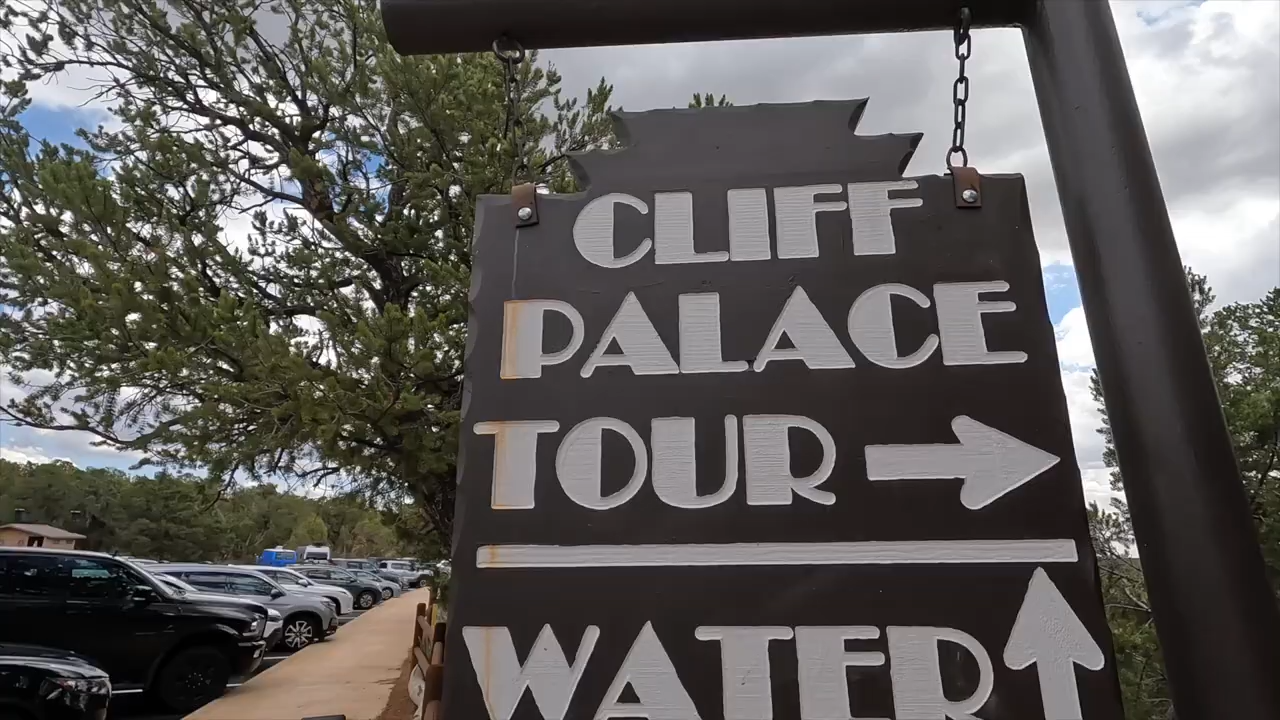 CLIFF
PALACE
TOUR →
WATER ↑